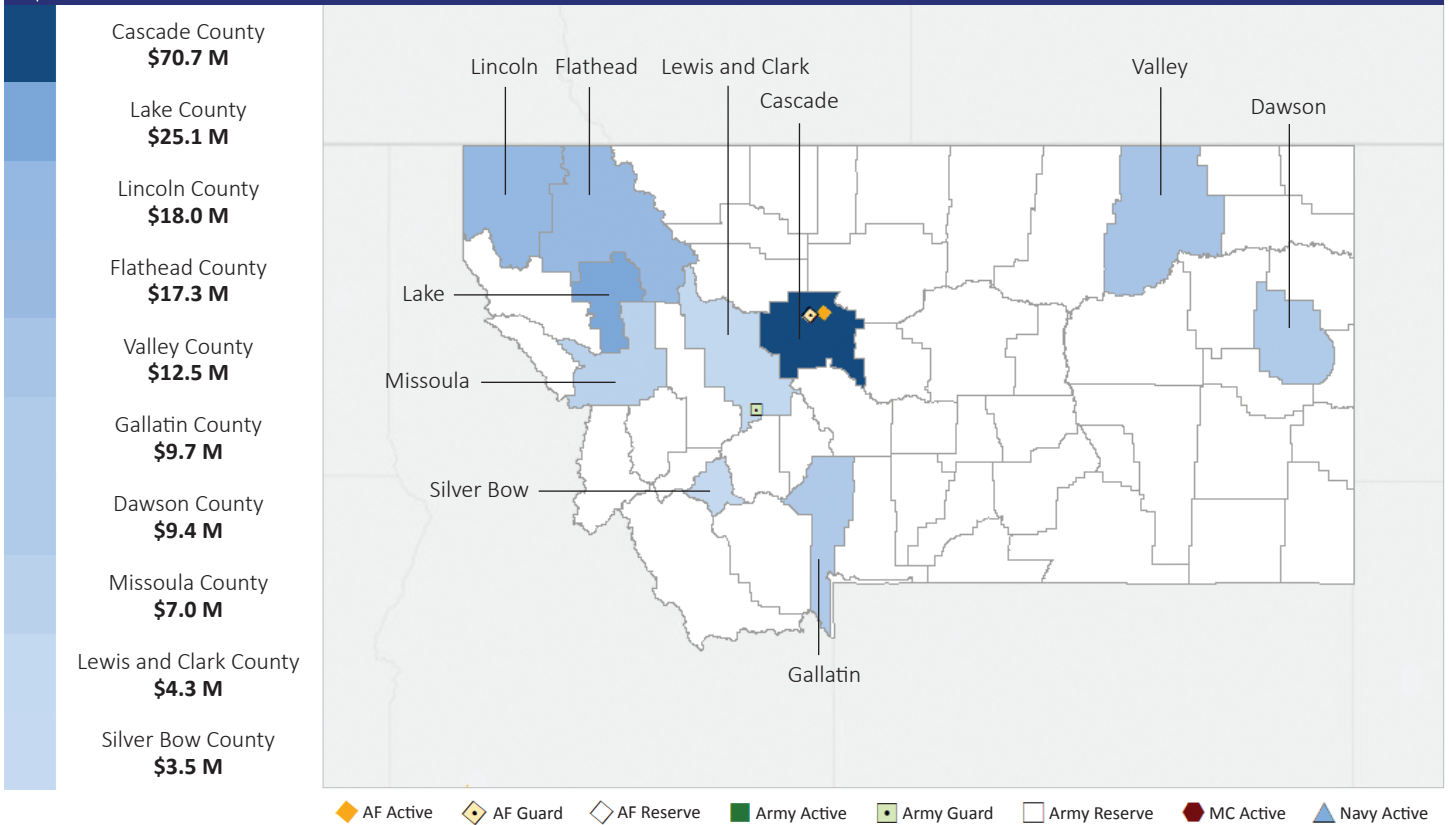 Cascade County
$70.7 M
Lake County
$25.1 M
Lincoln County
$18.0 M
Flathead County
$17.3 M
Valley County
$12.5 M
Gallatin County
$9.7 M
Dawson County
$9.4 M
Missoula County
$7.0 M
Lewis and Clark County
$4.3 M
Silver Bow County
$3.5 M
Lincoln
Flathead
Lewis and Clark
Cascade
Valley
Dawson
Lake
Missoula
Silver Bow
Gallatin
AF Active
AF Guard
AF Reserve
Army Active
Army Guard
Army Reserve
MC Active
Navy Active